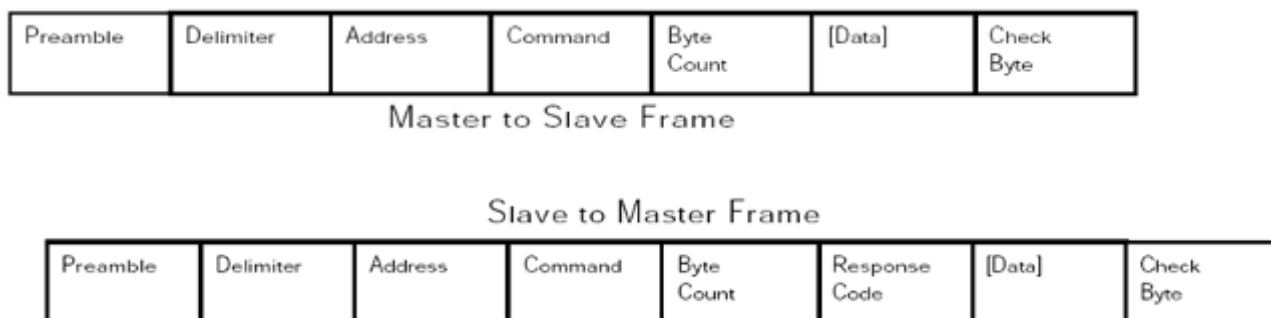 Preamble Delimiter Address Command Byte Count [Data] Check Byte
Master to Slave Frame
Slave to Master Frame
Preamble Delimiter Address Command Byte Count Response Code [Data] Check Byte